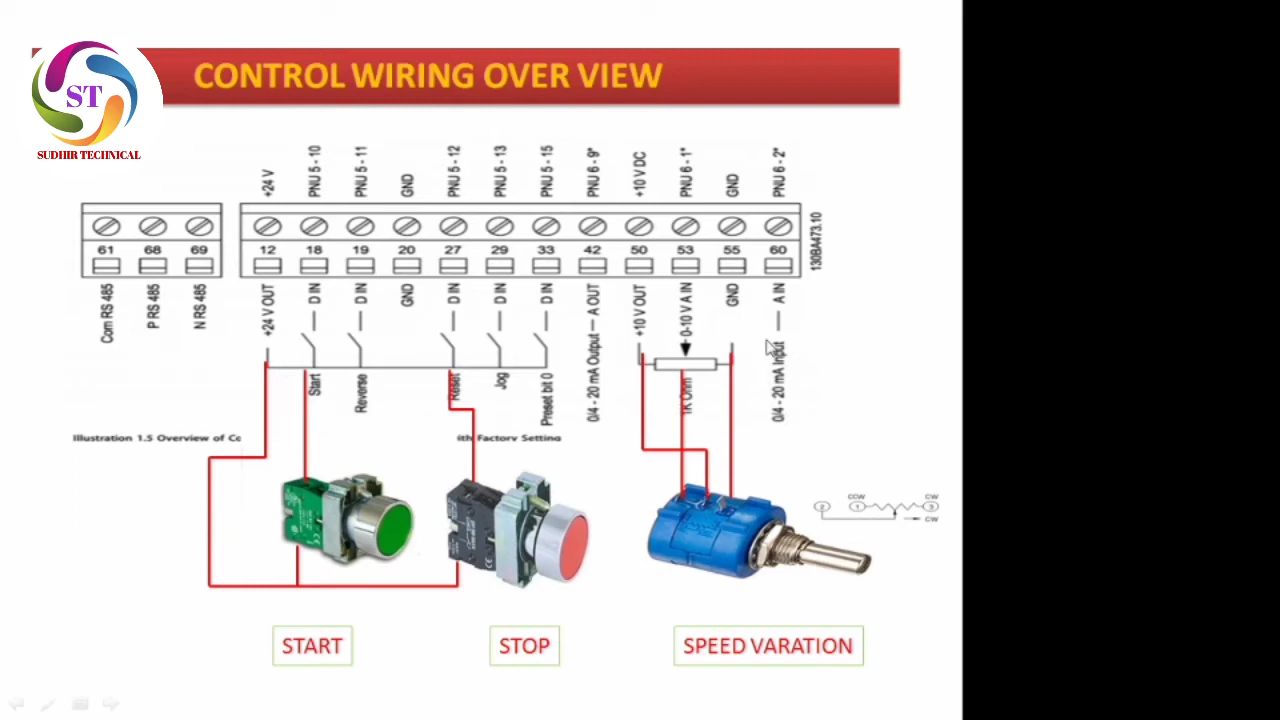 CONTROL WIRING OVER VIEW
ST
SUDHIR TECHNICAL
+24 V
PNU 5 - 10
PNU 5 - 11
GND
PNU 5 - 12
PNU 5 - 13
PNU 5 - 15
PNU 6 - 9*
+10 V DC
PNU 6 - 1*
GND
PNU 6 - 2*
61 68 69 12 18 19 20 27 29 33 42 50 53 55 60
130BA473.10
Com RS 485
P RS 485
N RS 485
+24 V OUT
D IN
D IN
GND
D IN
D IN
D IN
0/4 - 20 mA Output
A OUT
+10 V OUT
0-10 V A IN
GND
0/4 - 20 mA Input
A IN
Start
Reverse
Reset
Jog
Preset bit 0
1K Ohm
Illustration 1.5 Overview of Co
ith Factory Setting
CCW CW
2 1 3
CW
START STOP SPEED VARATION